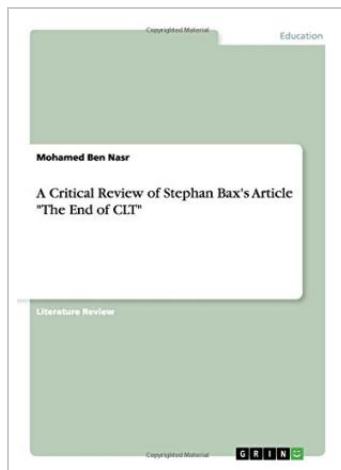 Copyrighted Material
Education
Mohamed Ben Nasr
A Critical Review of Stephan Bax's Article
"The End of CLT"
Literature Review
Copyrighted Material
GRIN